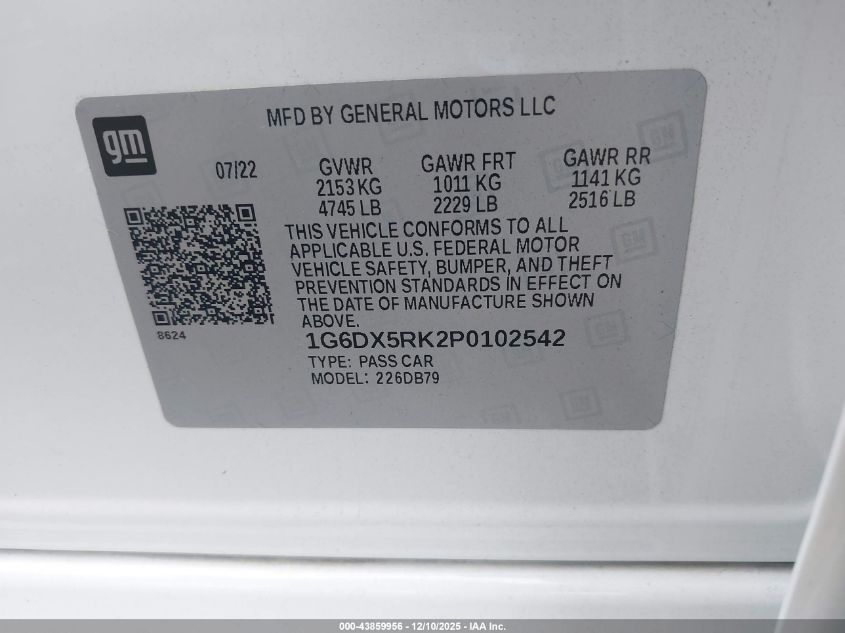 MFD BY GENERAL MOTORS LLC
gm
07/22
GVWR
2153 KG
4745 LB
GAWR FRT
1011 KG
2229 LB
GAWR RR
1141 KG
2516 LB
THIS VEHICLE CONFORMS TO ALL
APPLICABLE U.S. FEDERAL MOTOR
VEHICLE SAFETY, BUMPER, AND THEFT
PREVENTION STANDARDS IN EFFECT ON
THE DATE OF MANUFACTURE SHOWN
ABOVE.
8624
1G6DX5RK2P0102542
TYPE: PASS CAR
MODEL: 226DB79
000-43859956 - 12/10/2025 - IAA Inc.